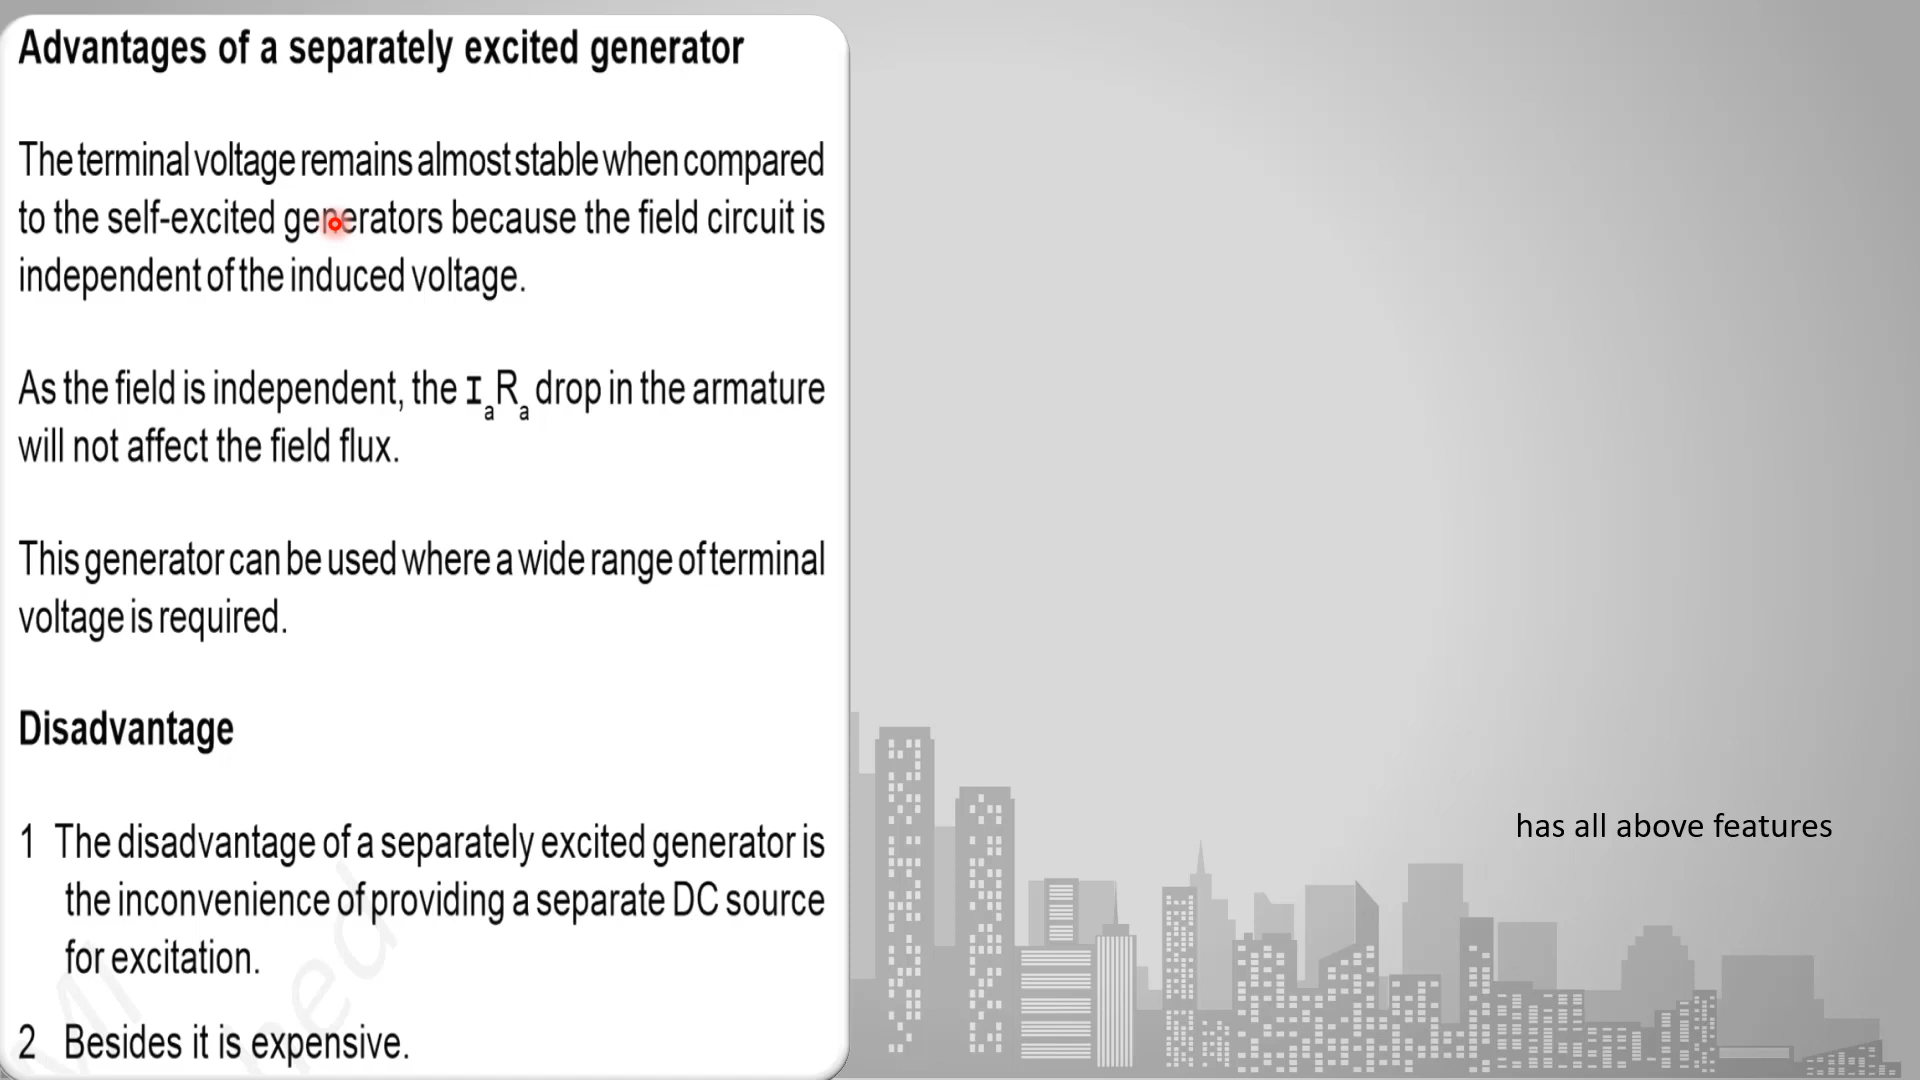 Advantages of a separately excited generator
The terminal voltage remains almost stable when compared
to the self-excited generators because the field circuit is
independent of the induced voltage.
As the field is independent, the IaRa drop in the armature
will not affect the field flux.
This generator can be used where a wide range of terminal
voltage is required.
Disadvantage
1 The disadvantage of a separately excited generator is
the inconvenience of providing a separate DC source
for excitation.
2 Besides it is expensive.
has all above features